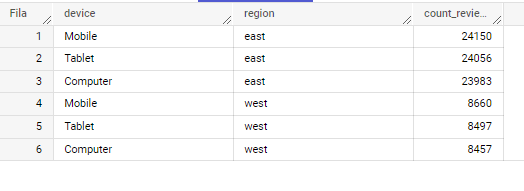 Fila device region count_revie...
1 Mobile east 24150
2 Tablet east 24056
3 Computer east 23983
4 Mobile west 8660
5 Tablet west 8497
6 Computer west 8457